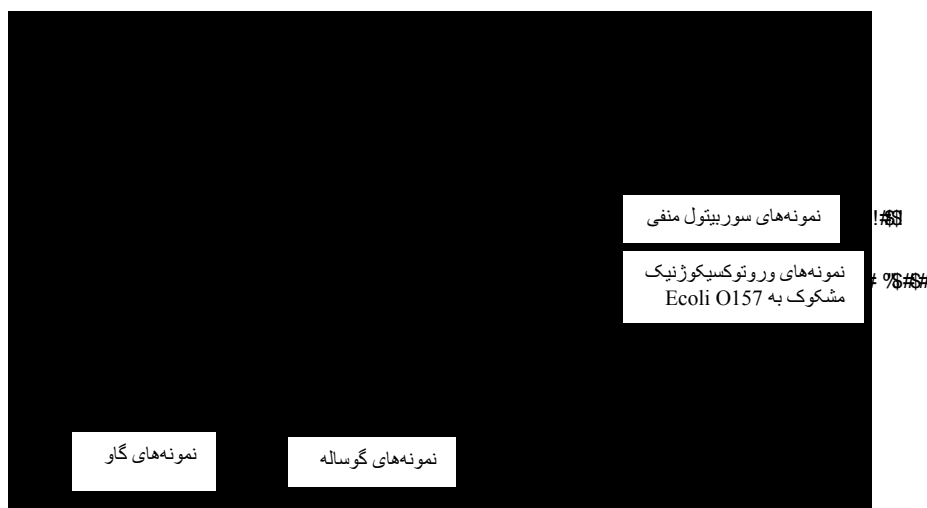 نمونه‌های سوربیتول منفی
نمونه‌های وروتوکسیکوژنیک
مشکوک به Ecoli O157
نمونه‌های گاو
نمونه‌های گوساله